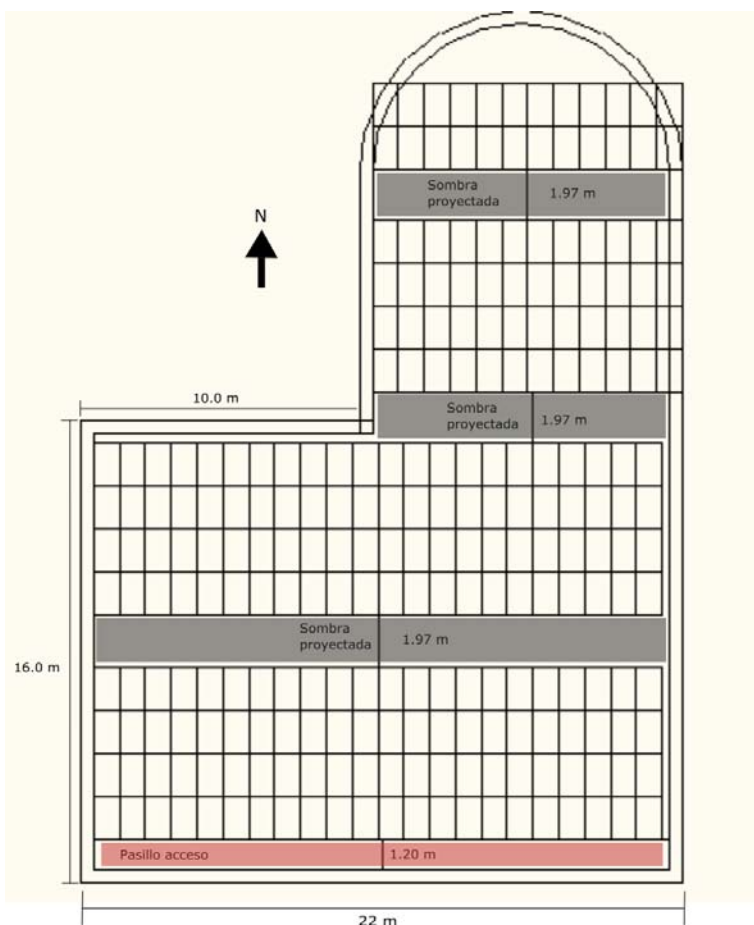 Sombra
proyectada
1.97 m
N
10.0 m
Sombra
proyectada
1.97 m
Sombra
proyectada
1.97 m
16.0 m
Pasillo acceso
1.20 m
22 m